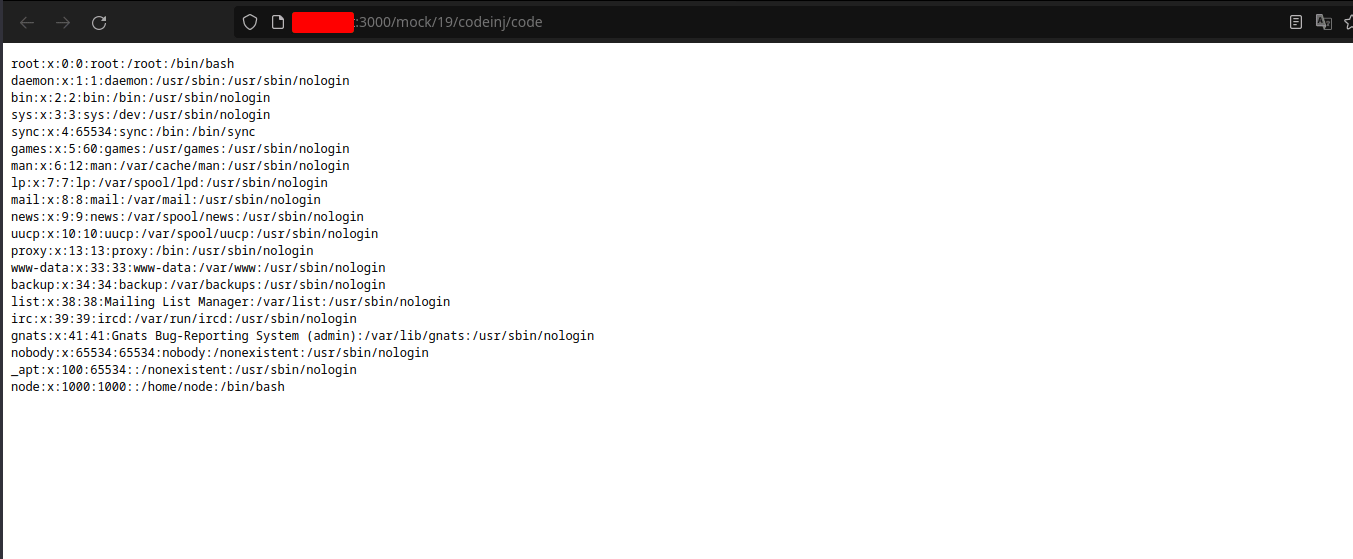 :3000/mock/19/codeinj/code
root:x:0:0:root:/root:/bin/bash
daemon:x:1:1:daemon:/usr/sbin:/usr/sbin/nologin
bin:x:2:2:bin:/bin:/usr/sbin/nologin
sys:x:3:3:sys:/dev:/usr/sbin/nologin
sync:x:4:65534:sync:/bin:/bin/sync
games:x:5:60:games:/usr/games:/usr/sbin/nologin
man:x:6:12:man:/var/cache/man:/usr/sbin/nologin
lp:x:7:7:lp:/var/spool/lpd:/usr/sbin/nologin
mail:x:8:8:mail:/var/mail:/usr/sbin/nologin
news:x:9:9:news:/var/spool/news:/usr/sbin/nologin
uucp:x:10:10:uucp:/var/spool/uucp:/usr/sbin/nologin
proxy:x:13:13:proxy:/bin:/usr/sbin/nologin
www-data:x:33:33:www-data:/var/www:/usr/sbin/nologin
backup:x:34:34:backup:/var/backups:/usr/sbin/nologin
list:x:38:38:Mailing List Manager:/var/list:/usr/sbin/nologin
irc:x:39:39:ircd:/var/run/ircd:/usr/sbin/nologin
gnats:x:41:41:Gnats Bug-Reporting System (admin):/var/lib/gnats:/usr/sbin/nologin
nobody:x:65534:65534:nobody:/nonexistent:/usr/sbin/nologin
_apt:x:100:65534::/nonexistent:/usr/sbin/nologin
node:x:1000:1000::/home/node:/bin/bash